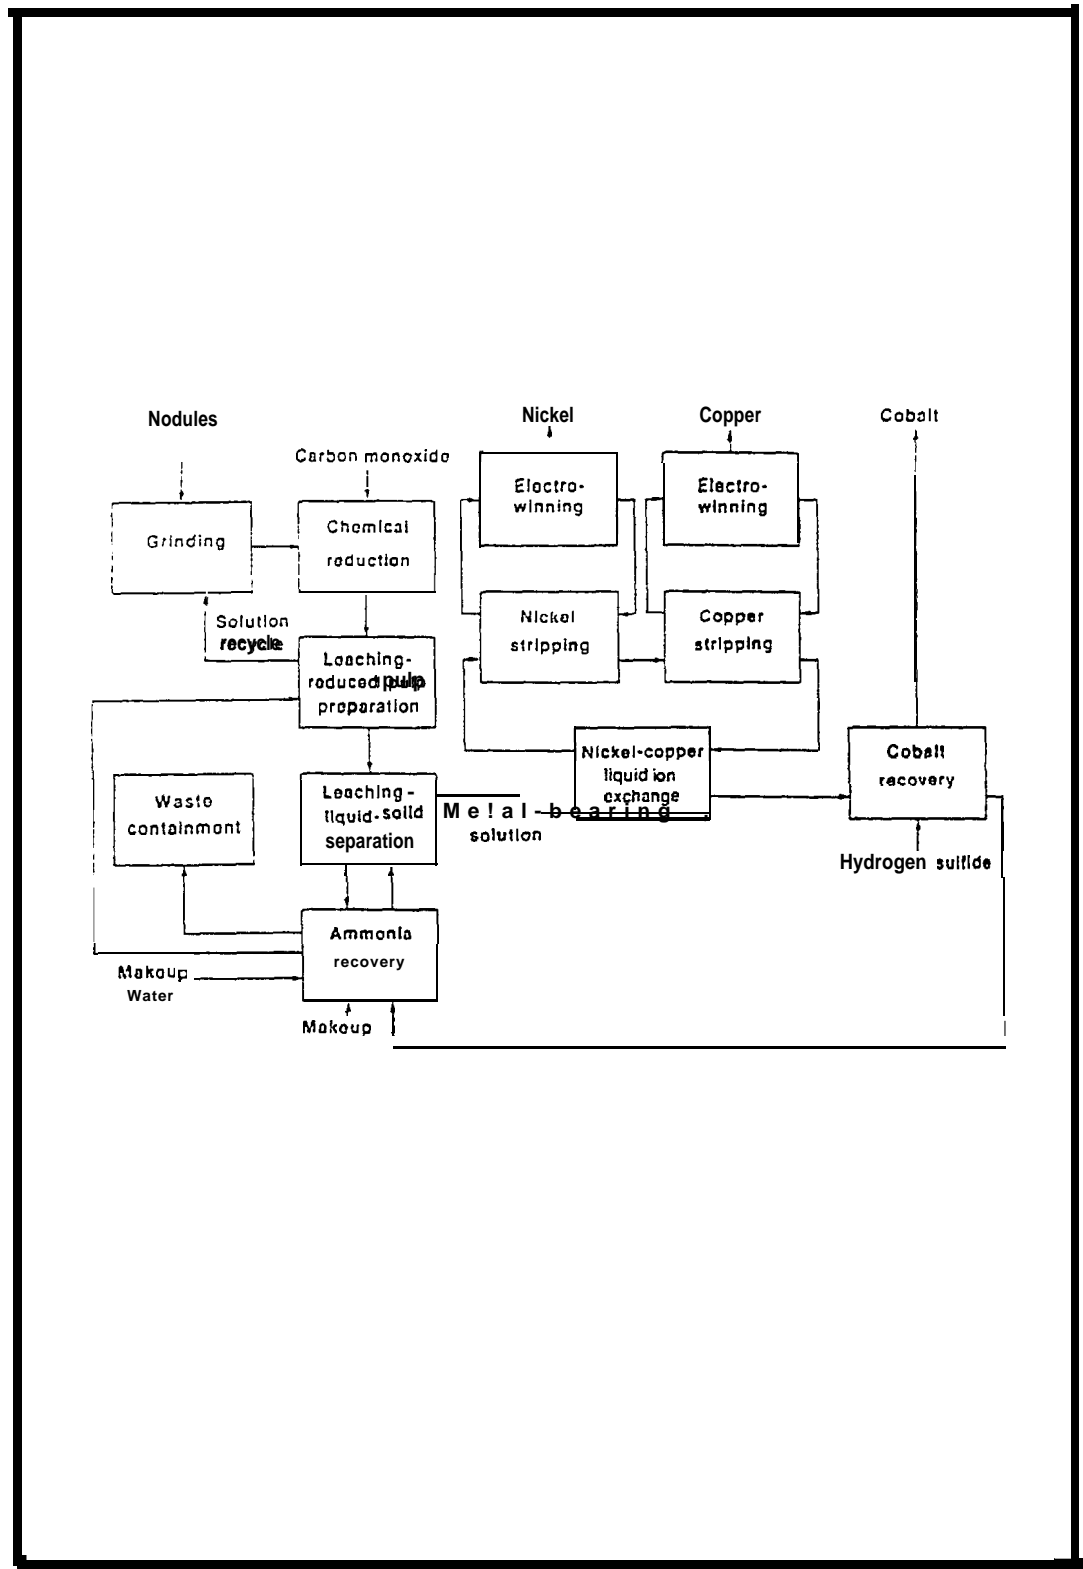 Nodules
Nickel
Copper
Cobalt
Carbon monoxide
Grinding
Chemical
reduction
Electro-
winning
Electro-
winning
Solution
recycle
Leaching-
reduced pulp
preparation
Nickel
stripping
Copper
stripping
Waste
containment
Leaching-
liquid-solid
separation
Metal-bearing
solution
Nickel-copper
liquid ion
exchange
Cobalt
recovery
Hydrogen sulfide
Ammonia
recovery
Makeup
Water
Makeup